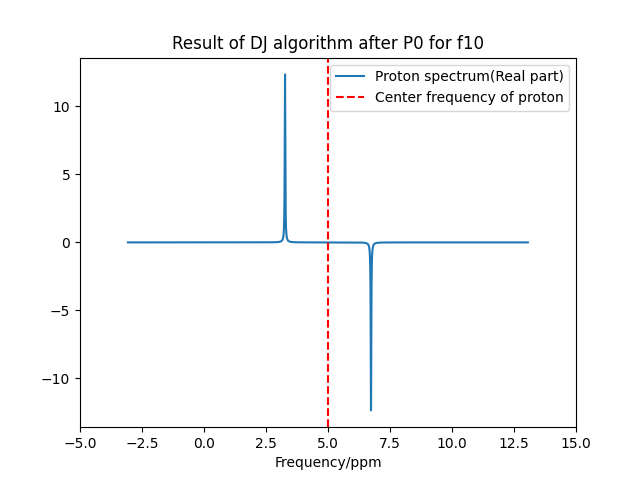 Result of DJ algorithm after P0 for f10
Proton spectrum(Real part)
Center frequency of proton
10
5
0
−5
−10
−5.0 −2.5 0.0 2.5 5.0 7.5 10.0 12.5 15.0
Frequency/ppm